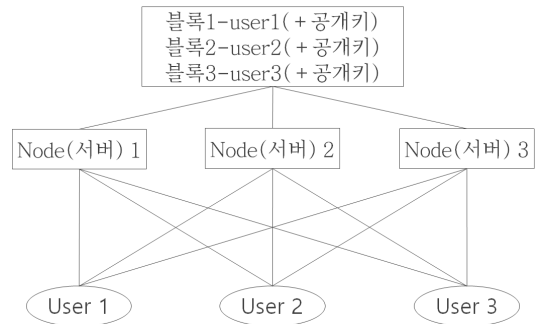 블록1-user1(+공개키)
블록2-user2(+공개키)
블록3-user3(+공개키)
Node(서버) 1
Node(서버) 2
Node(서버) 3
User 1
User 2
User 3